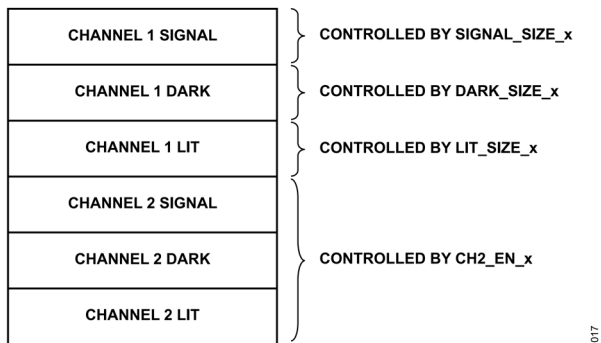 CHANNEL 1 SIGNAL
CONTROLLED BY SIGNAL_SIZE_x
CHANNEL 1 DARK
CONTROLLED BY DARK_SIZE_x
CHANNEL 1 LIT
CONTROLLED BY LIT_SIZE_x
CHANNEL 2 SIGNAL
CHANNEL 2 DARK
CONTROLLED BY CH2_EN_x
CHANNEL 2 LIT
017